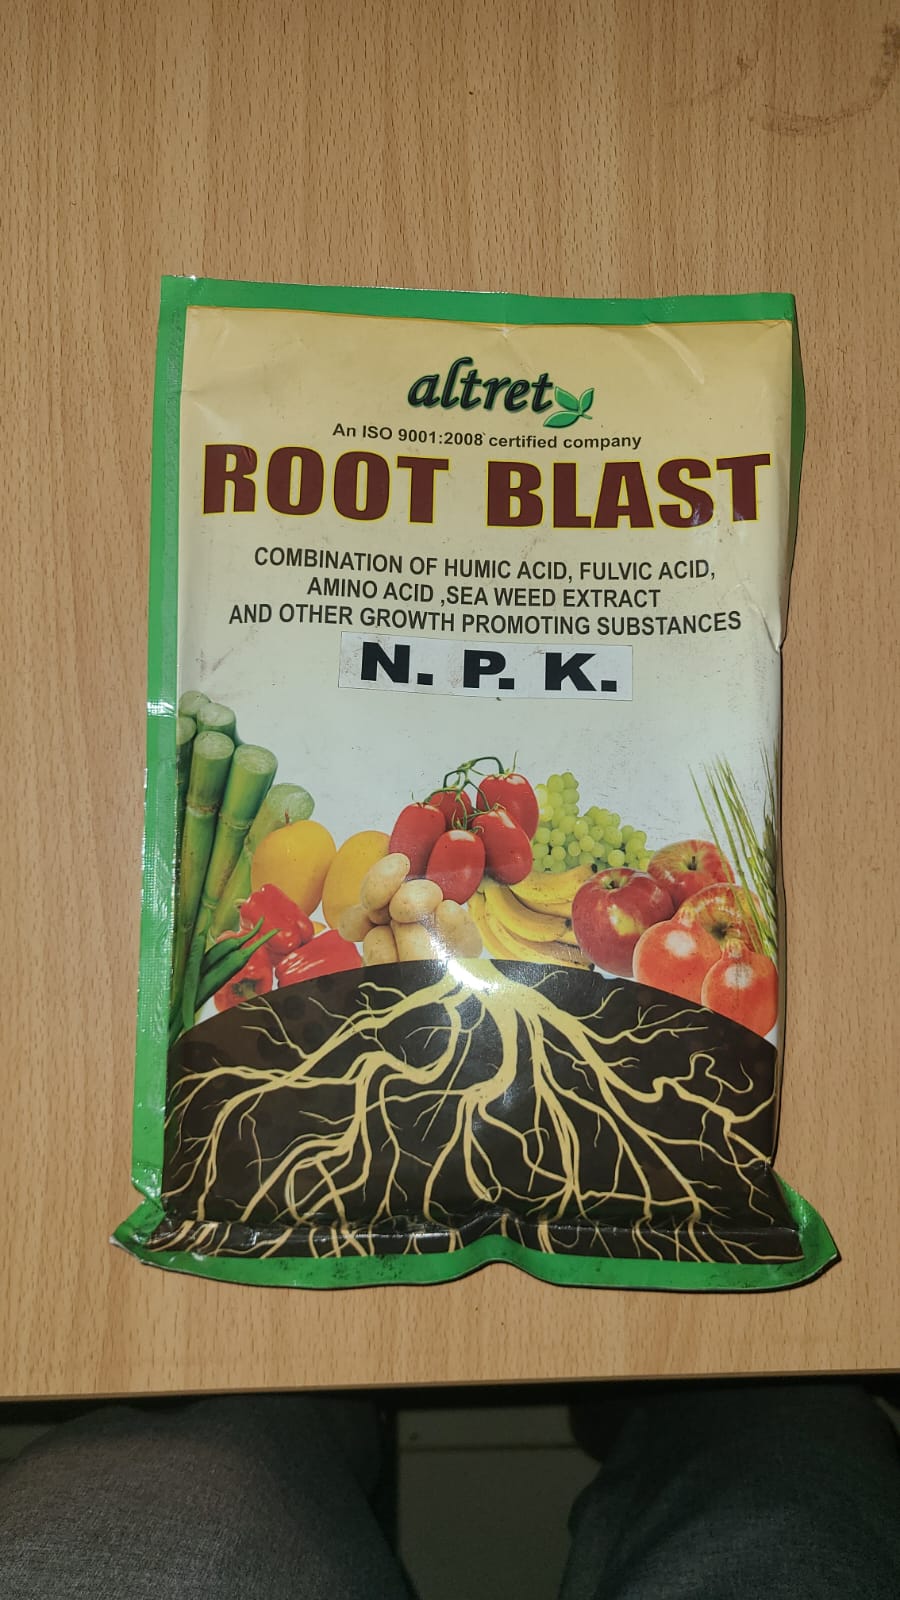 altret
An ISO 9001:2008 certified company
ROOT BLAST
COMBINATION OF HUMIC ACID, FULVIC ACID,
AMINO ACID ,SEA WEED EXTRACT
AND OTHER GROWTH PROMOTING SUBSTANCES
N. P. K.